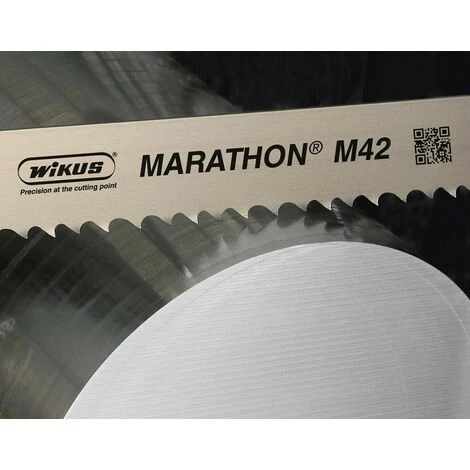 WIKUS®
Precision at the cutting point
MARATHON® M42